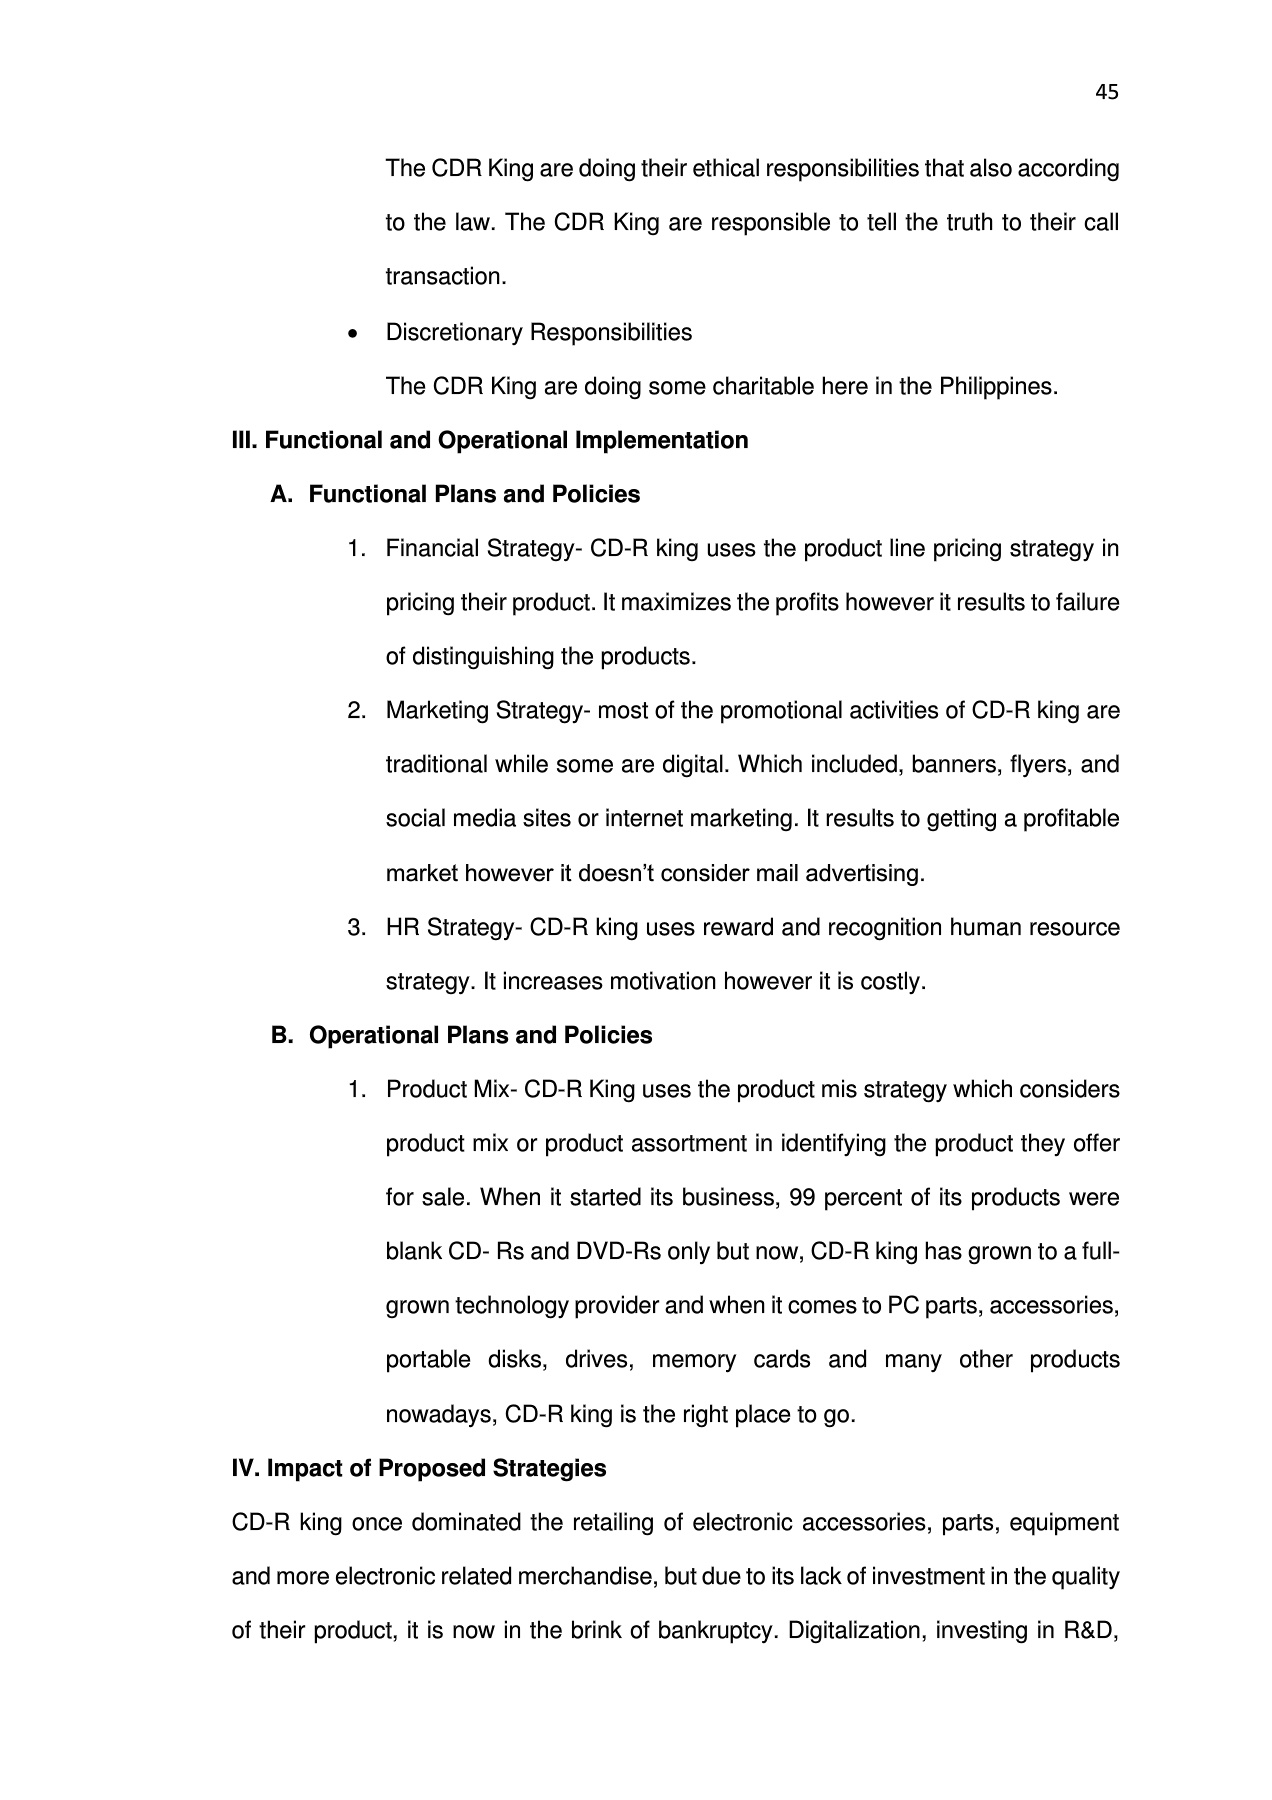 45
The CDR King are doing their ethical responsibilities that also according
to the law. The CDR King are responsible to tell the truth to their call
transaction.
• Discretionary Responsibilities
The CDR King are doing some charitable here in the Philippines.
III. Functional and Operational Implementation
A. Functional Plans and Policies
1. Financial Strategy- CD-R king uses the product line pricing strategy in
pricing their product. It maximizes the profits however it results to failure
of distinguishing the products.
2. Marketing Strategy- most of the promotional activities of CD-R king are
traditional while some are digital. Which included, banners, flyers, and
social media sites or internet marketing. It results to getting a profitable
market however it doesn’t consider mail advertising.
3. HR Strategy- CD-R king uses reward and recognition human resource
strategy. It increases motivation however it is costly.
B. Operational Plans and Policies
1. Product Mix- CD-R King uses the product mis strategy which considers
product mix or product assortment in identifying the product they offer
for sale. When it started its business, 99 percent of its products were
blank CD- Rs and DVD-Rs only but now, CD-R king has grown to a full-
grown technology provider and when it comes to PC parts, accessories,
portable disks, drives, memory cards and many other products
nowadays, CD-R king is the right place to go.
IV. Impact of Proposed Strategies
CD-R king once dominated the retailing of electronic accessories, parts, equipment
and more electronic related merchandise, but due to its lack of investment in the quality
of their product, it is now in the brink of bankruptcy. Digitalization, investing in R&D,